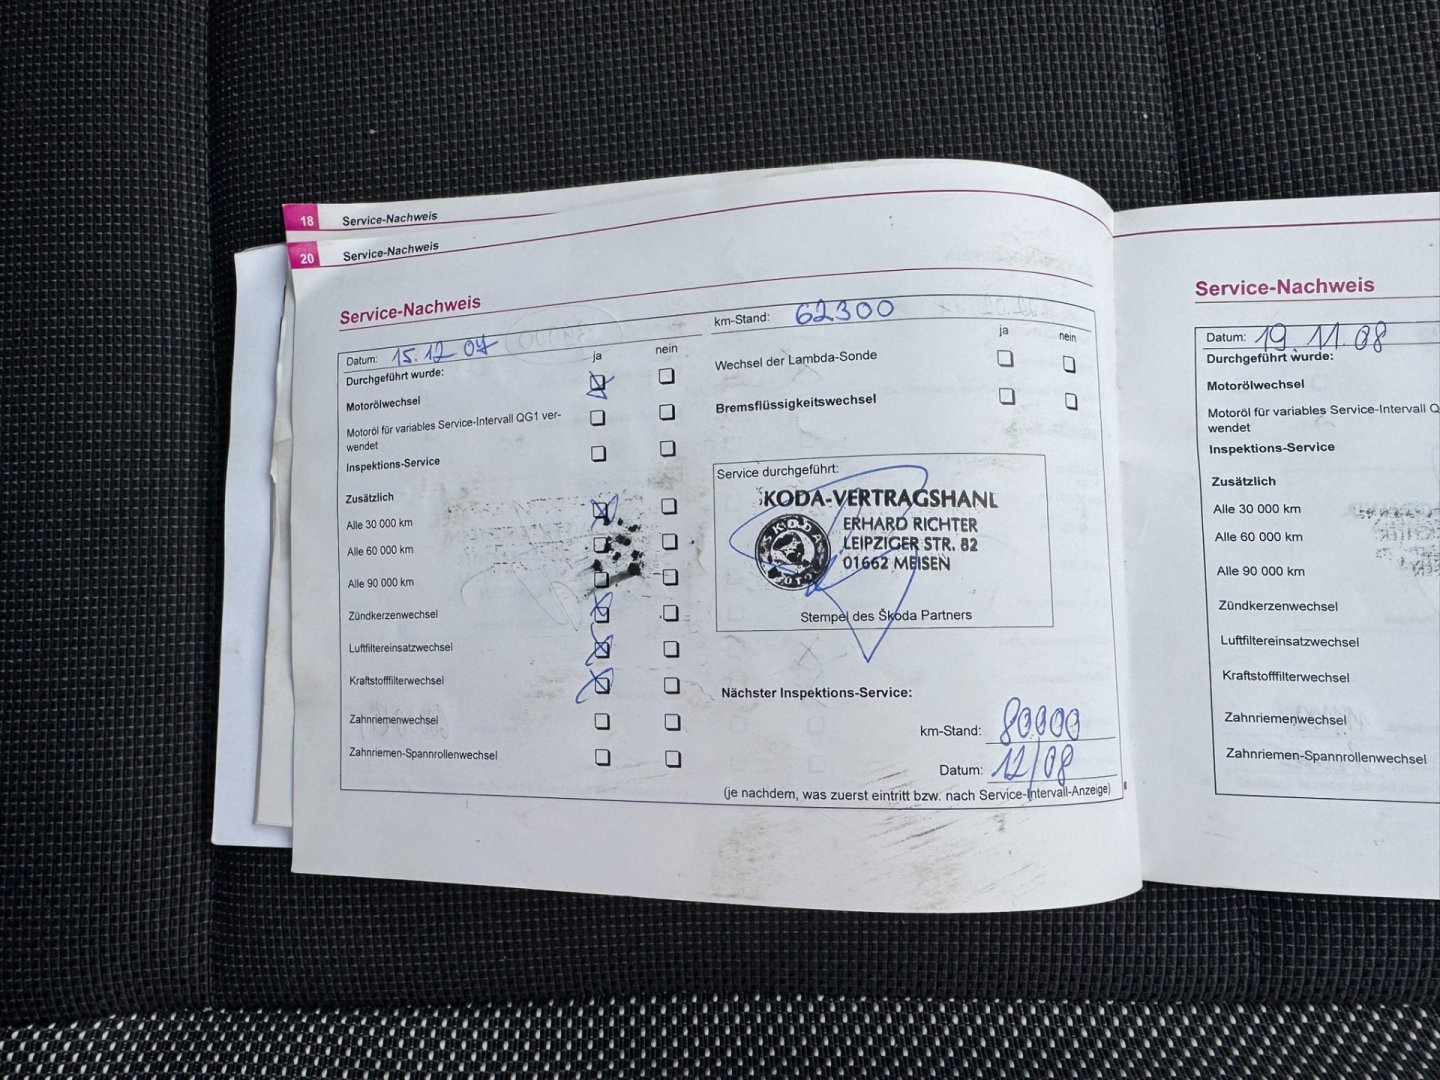 18 Service-Nachweis
20 Service-Nachweis
Service-Nachweis
Datum: 15.12.07
ja nein
Durchgeführt wurde:
Motorölwechsel
Motoröl für variables Service-Intervall QG1 ver-
wendet
Inspektions-Service
Zusätzlich
Alle 30 000 km
Alle 60 000 km
Alle 90 000 km
Zündkerzenwechsel
Luftfiltereinsatzwechsel
Kraftstofffilterwechsel
Zahnriemenwechsel
Zahnriemen-Spannrollenwechsel
km-Stand: 62300
ja nein
Wechsel der Lambda-Sonde
Bremsflüssigkeitswechsel
Service durchgeführt:
KODA-VERTRAGSHANL
ERHARD RICHTER
LEIPZIGER STR. 82
01662 MEISEN
SKODA
Stempel des Škoda Partners
Nächster Inspektions-Service:
km-Stand: 80000
Datum: 12/08
(je nachdem, was zuerst eintritt bzw. nach Service-Intervall-Anzeige)
Service-Nachweis
Datum: 19.11.08
Durchgeführt wurde:
Motorölwechsel
Motoröl für variables Service-Intervall Q
wendet
Inspektions-Service
Zusätzlich
Alle 30 000 km
Alle 60 000 km
Alle 90 000 km
Zündkerzenwechsel
Luftfiltereinsatzwechsel
Kraftstofffilterwechsel
Zahnriemenwechsel
Zahnriemen-Spannrollenwechsel